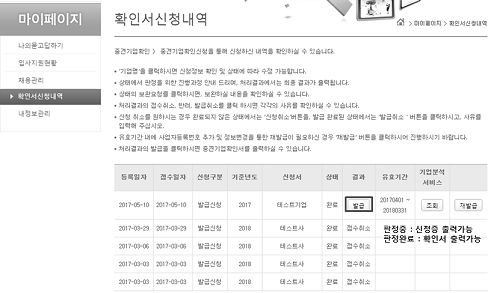 마이페이지
나의묻고답하기
입사지원현황
채용관리
확인서신청내역
내정보관리
확인서신청내역
> 마이페이지 > 확인서신청내역
중견기업확인 > 중견기업확인신청을 통해 신청하신 내역을 확인하실 수 있습니다.
• '기업명'을 클릭하시면 신청정보 확인 및 상태에 따라 수정 가능합니다.
• 상태에서 판정을 위한 진행과정 안내 드리며, 처리결과에서는 최종 결과가 출력됩니다.
• 상태의 보완요청을 클릭하시면, 보완하실 내용을 확인하실 수 있습니다.
• 처리결과의 접수취소, 반려, 발급취소를 클릭 하시면 각각의 사유를 확인하실 수 있습니다.
• 신청 취소를 원하시는 경우 완료되지 않은 상태에서는 '신청취소'버튼을, 발급 완료된 상태에서는 '발급취소' 버튼을 클릭하시고, 사유를
입력해 주십시오.
• 유효기간 내에 사업자등록번호 추가 및 정보변경을 통한 재발급이 필요하신 경우 '재발급' 버튼을 클릭하시어 진행하시기 바랍니다.
• 처리결과의 발급을 클릭하시면 중견기업확인서를 출력하실 수 있습니다.
등록일자 접수일자 신청구분 기준년도 신청서 상태 결과 유효기간 기업분석 서비스
2017-05-10 2017-05-10 발급신청 2017 테스트기업 완료 발급 20170401 ~ 20180331 조회 재발급
2017-03-29 2017-03-29 발급신청 2018 테스트사 완료 접수취소
판정중 : 신청증 출력가능
2017-03-06 2017-03-06 발급신청 2018 테스트사 완료 접수취소
판정완료 : 확인서 출력가능
2017-03-03 2017-03-03 발급신청 2018 테스트사 완료 접수취소
2017-03-03 2017-03-03 발급신청 2018 테스트사 완료 접수취소